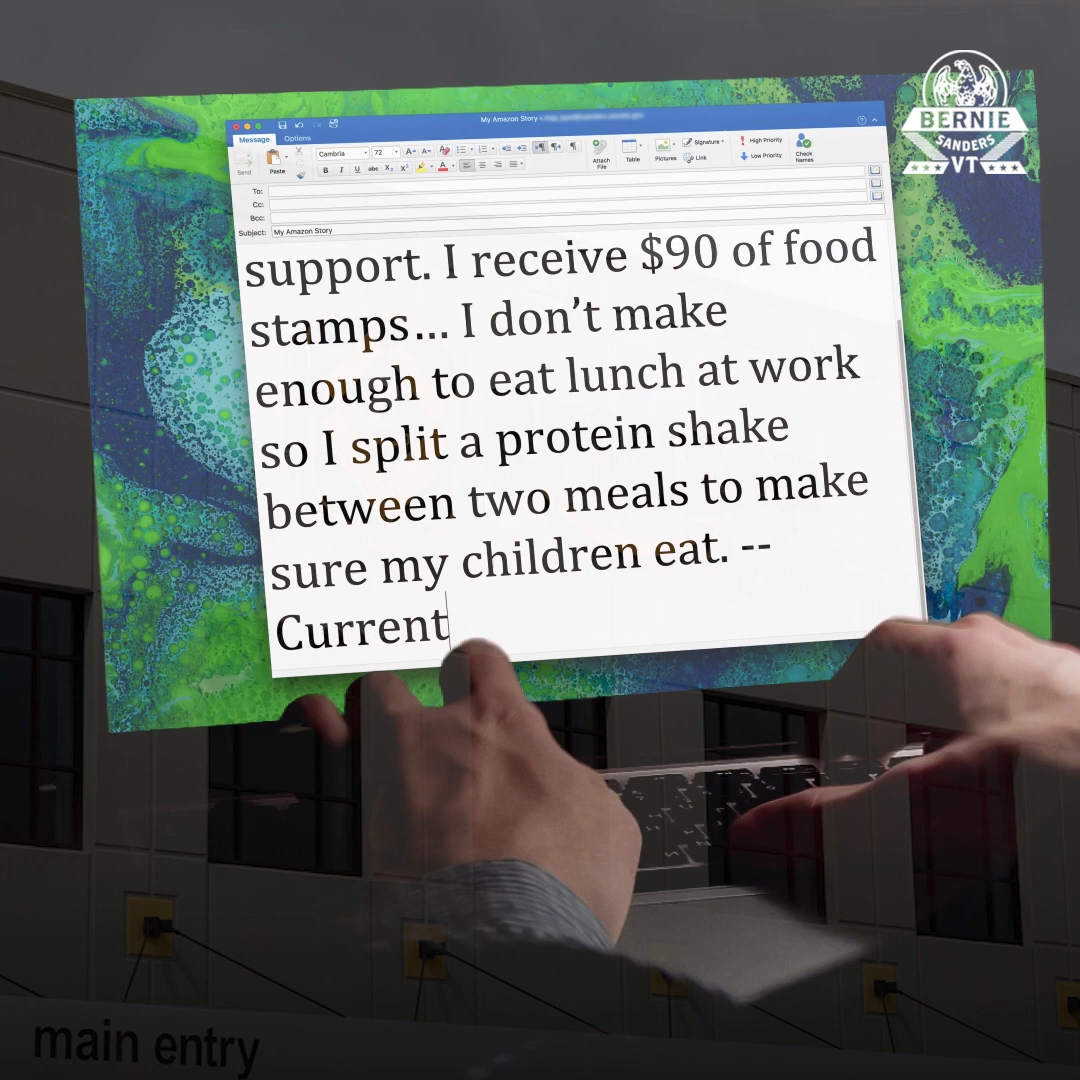 BERNIE
SANDERS
VT
My Amazon Story
Message
Options
Send
Paste
Cambria
72
A
A
B I U abc X₂ X²
A
Attach
File
Table
Pictures
Signature
Link
High Priority
Low Priority
Check
Names
To:
Cc:
Bcc:
Subject: My Amazon Story
support. I receive $90 of food
stamps... I don't make
enough to eat lunch at work
so I split a protein shake
between two meals to make
sure my children eat. --
Current
main entry